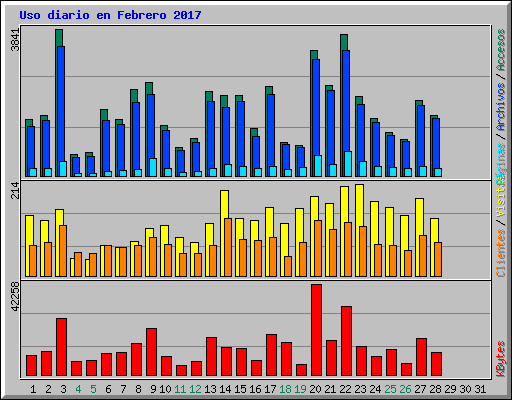 Uso diario en Febrero 2017
3841
214
42258
Accesos / Archivos / Páginas
Clientes / Visitas
KBytes
1 2 3 4 5 6 7 8 9 10 11 12 13 14 15 16 17 18 19 20 21 22 23 24 25 26 27 28 29 30 31